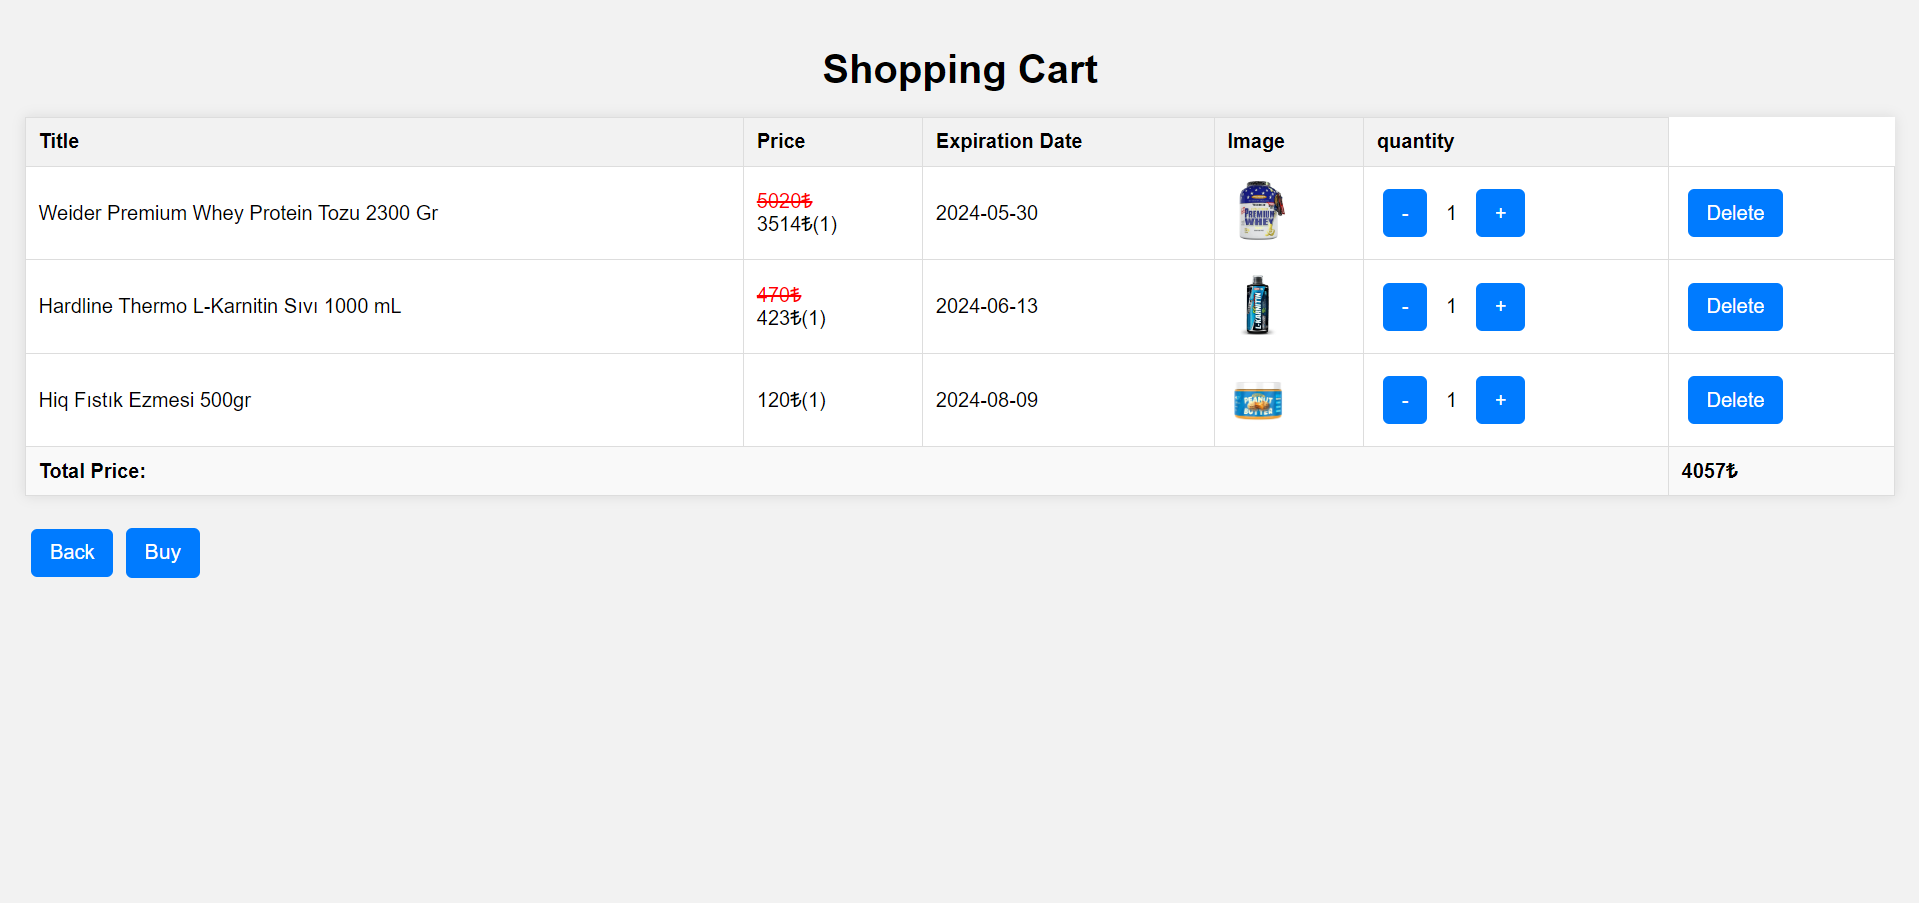 Shopping Cart
Title Price Expiration Date Image quantity
Weider Premium Whey Protein Tozu 2300 Gr 5020₺ 3514₺(1) 2024-05-30 PREMIUM WHEY - 1 + Delete
Hardline Thermo L-Karnitin Sıvı 1000 mL 470₺ 423₺(1) 2024-06-13 L-KARNITIN - 1 + Delete
Hiq Fıstık Ezmesi 500gr 120₺(1) 2024-08-09 PEANUT BUTTER - 1 + Delete
Total Price: 4057₺
Back Buy